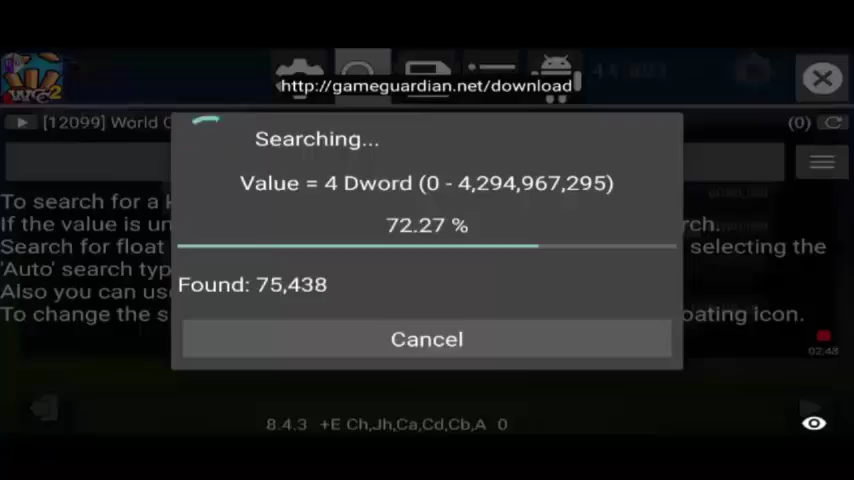 http://gameguardian.net/download
WCC2
[12099] World C
(0)
Searching...
Value = 4 Dword (0 - 4,294,967,295)
72.27 %
Found: 75,438
Cancel
To search for a k
If the value is un rch.
Search for float selecting the
'Auto' search typ
Also you can us
To change the s oating icon.
02:48
8.4.3 +E Ch,Jh,Ca,Cd,Cb,A 0